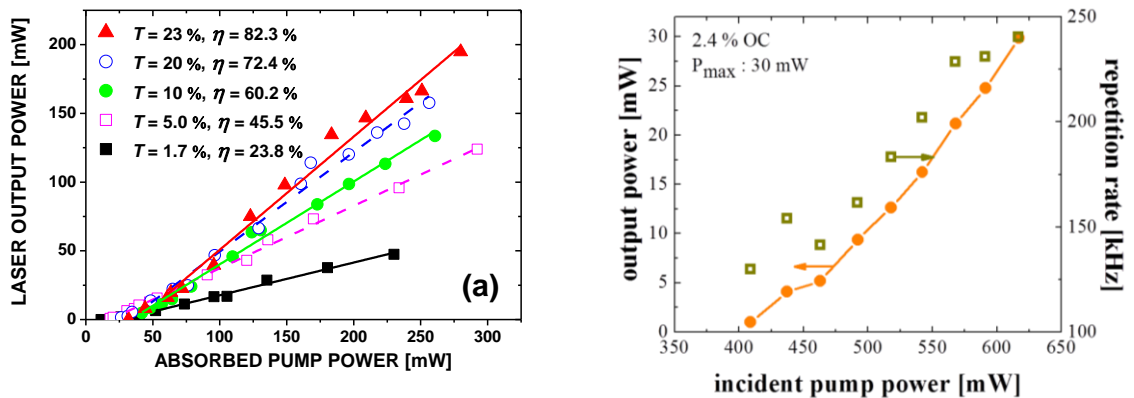 LASER OUTPUT POWER [mW]
200
150
100
50
0
T = 23 %, η = 82.3 %
T = 20 %, η = 72.4 %
T = 10 %, η = 60.2 %
T = 5.0 %, η = 45.5 %
T = 1.7 %, η = 23.8 %
(a)
0 50 100 150 200 250 300
ABSORBED PUMP POWER [mW]
output power [mW]
30
25
20
15
10
5
0
2.4 % OC
Pmax : 30 mW
250
200
150
100
repetition rate [kHz]
350 400 450 500 550 600 650
incident pump power [mW]